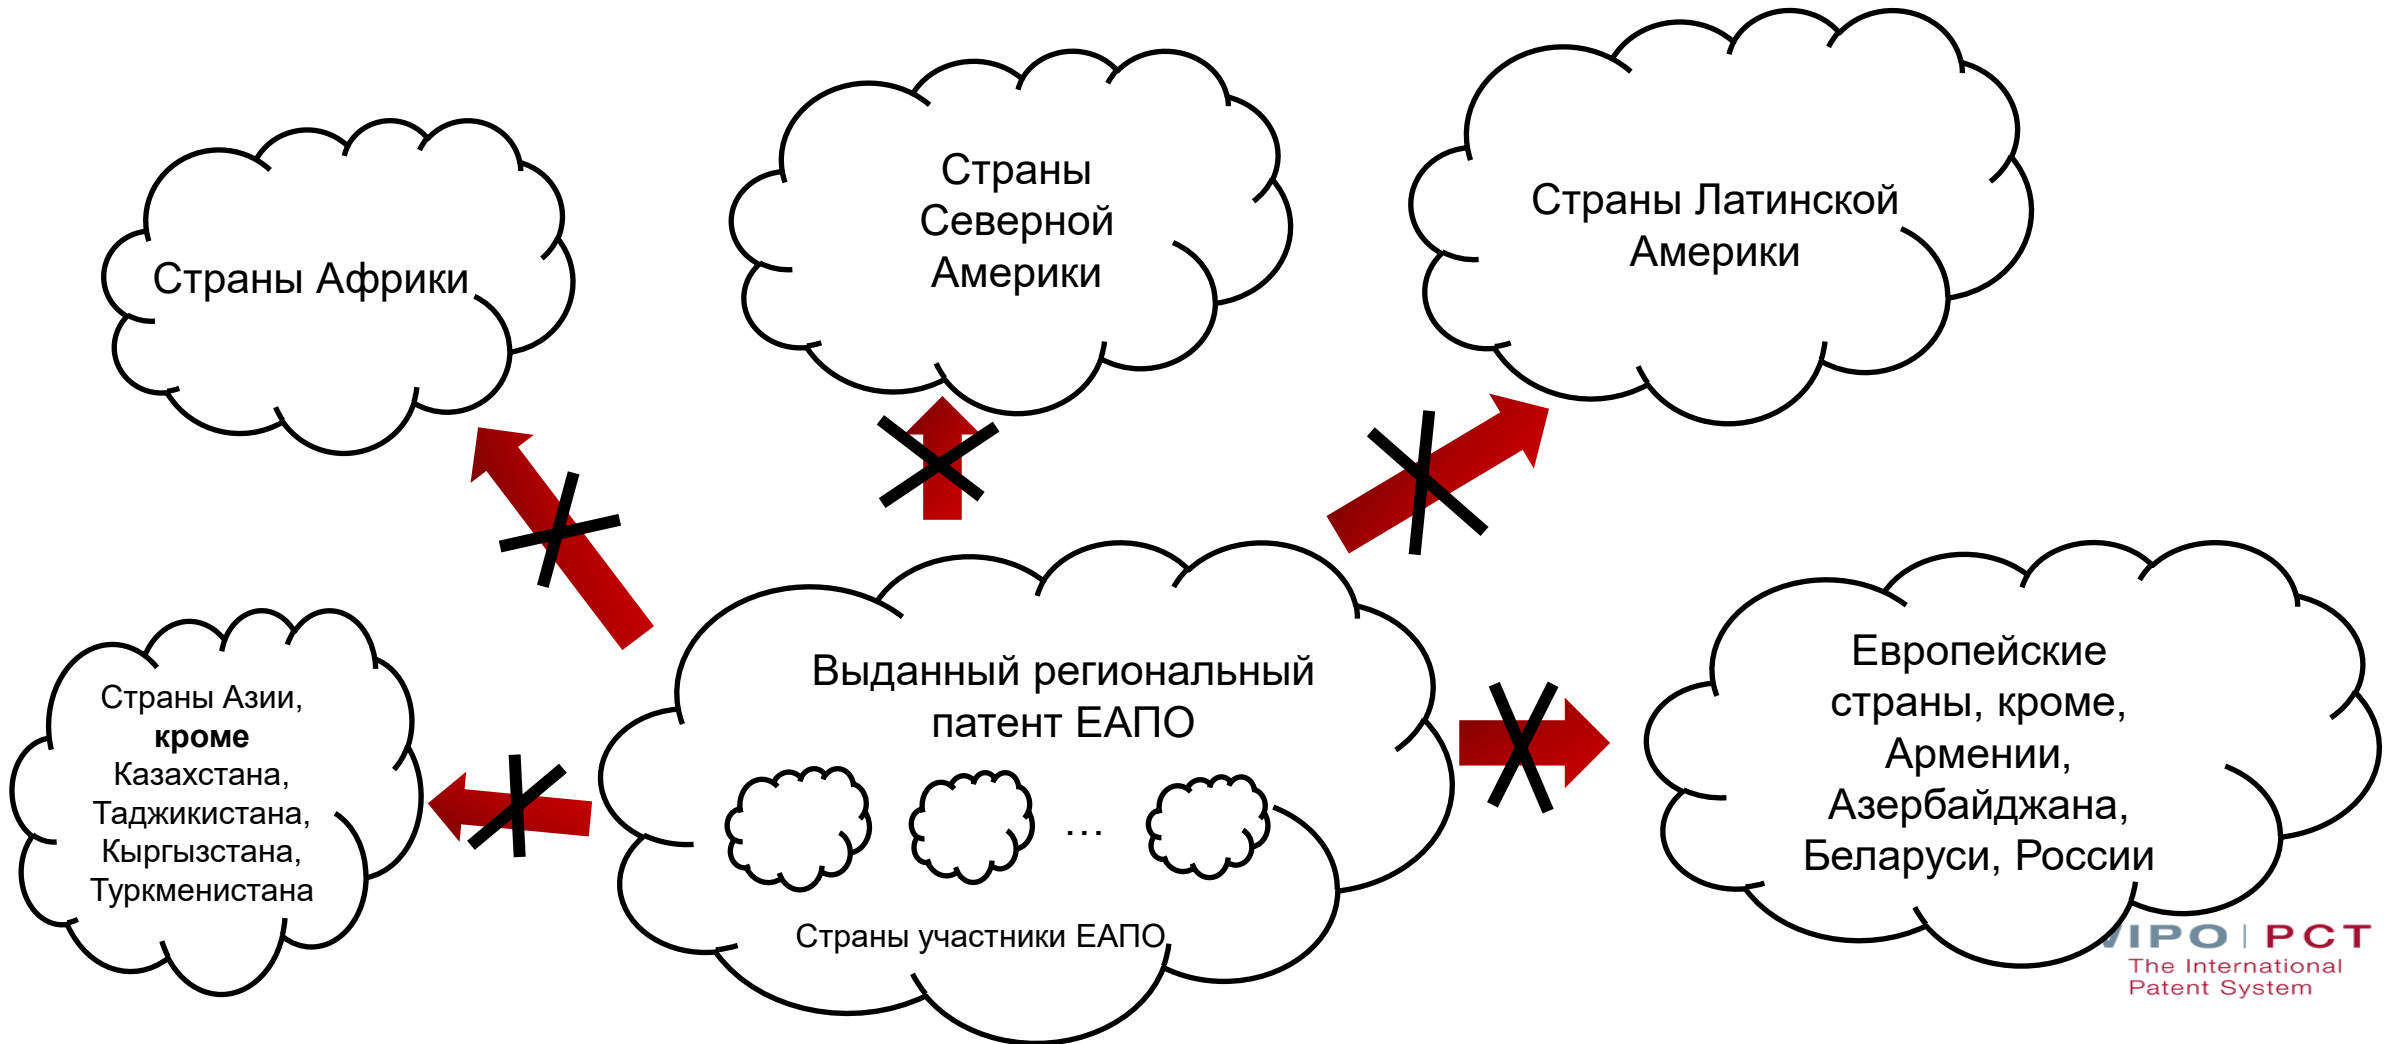 Страны Африки
Страны
Северной
Америки
Страны Латинской
Америки
Страны Азии,
кроме
Казахстана,
Таджикистана,
Кыргызстана,
Туркменистана
Выданный региональный
патент ЕАПО
...
Страны участники ЕАПО
Европейские
страны, кроме,
Армении,
Азербайджана,
Беларуси, России
WIPO | PCT
The International
Patent System